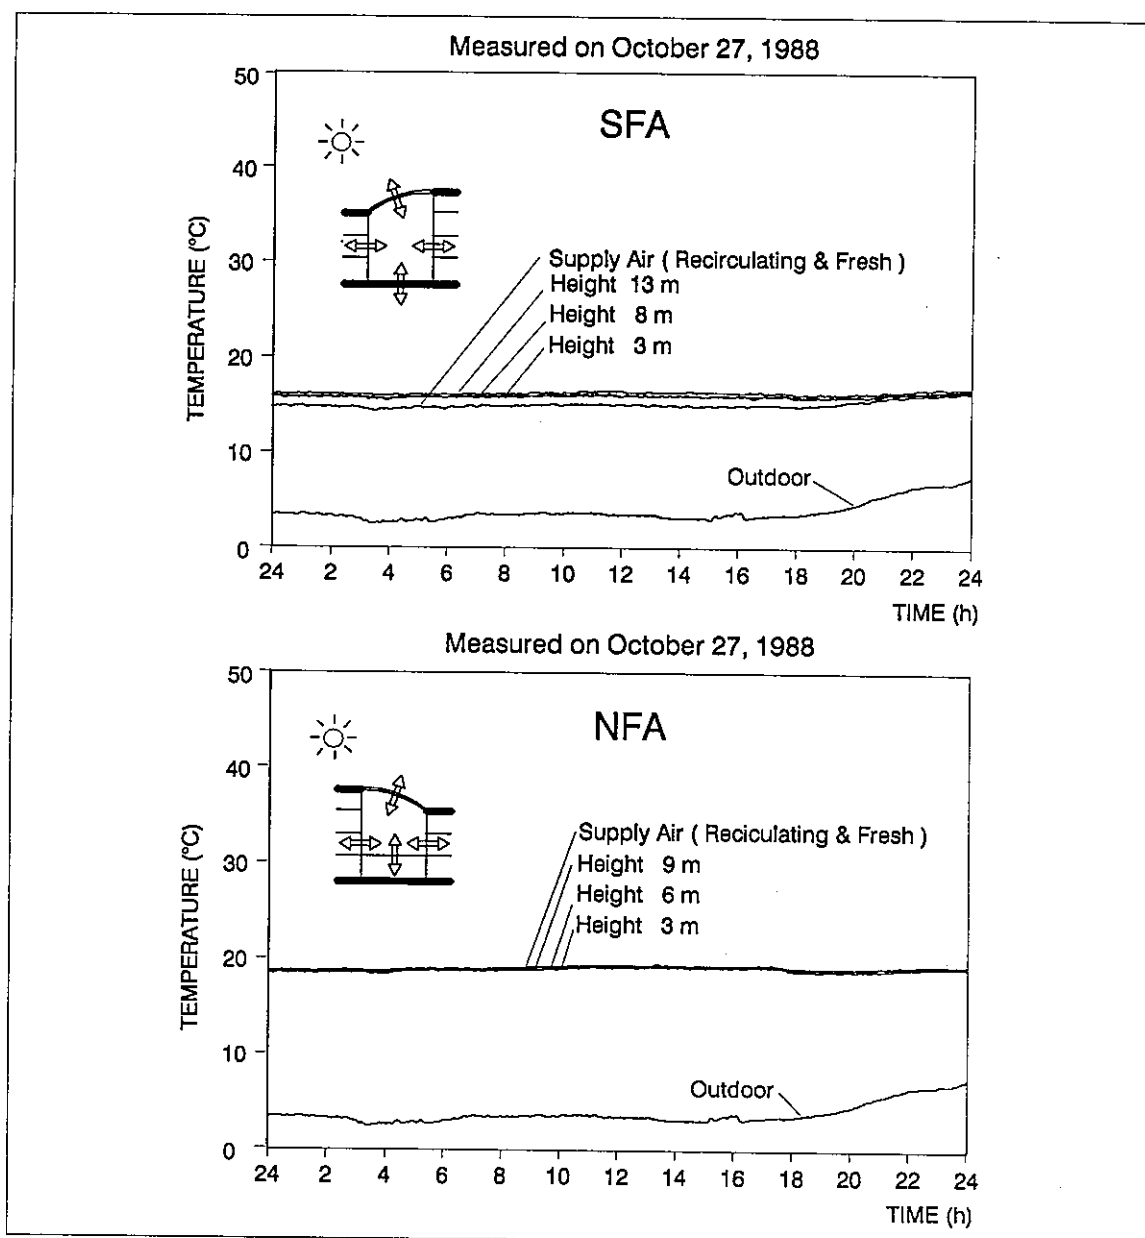 Measured on October 27, 1988
50
40
30
20
10
0
TEMPERATURE (°C)
SFA
Supply Air ( Recirculating & Fresh )
Height 13 m
Height 8 m
Height 3 m
Outdoor
24 2 4 6 8 10 12 14 16 18 20 22 24
TIME (h)
Measured on October 27, 1988
50
40
30
20
10
0
TEMPERATURE (°C)
NFA
Supply Air ( Reciculating & Fresh )
Height 9 m
Height 6 m
Height 3 m
Outdoor
24 2 4 6 8 10 12 14 16 18 20 22 24
TIME (h)